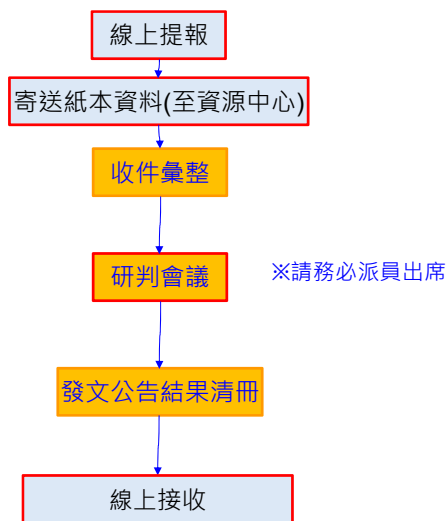 線上提報
寄送紙本資料(至資源中心)
收件彙整
研判會議
※請務必派員出席
發文公告結果清冊
線上接收